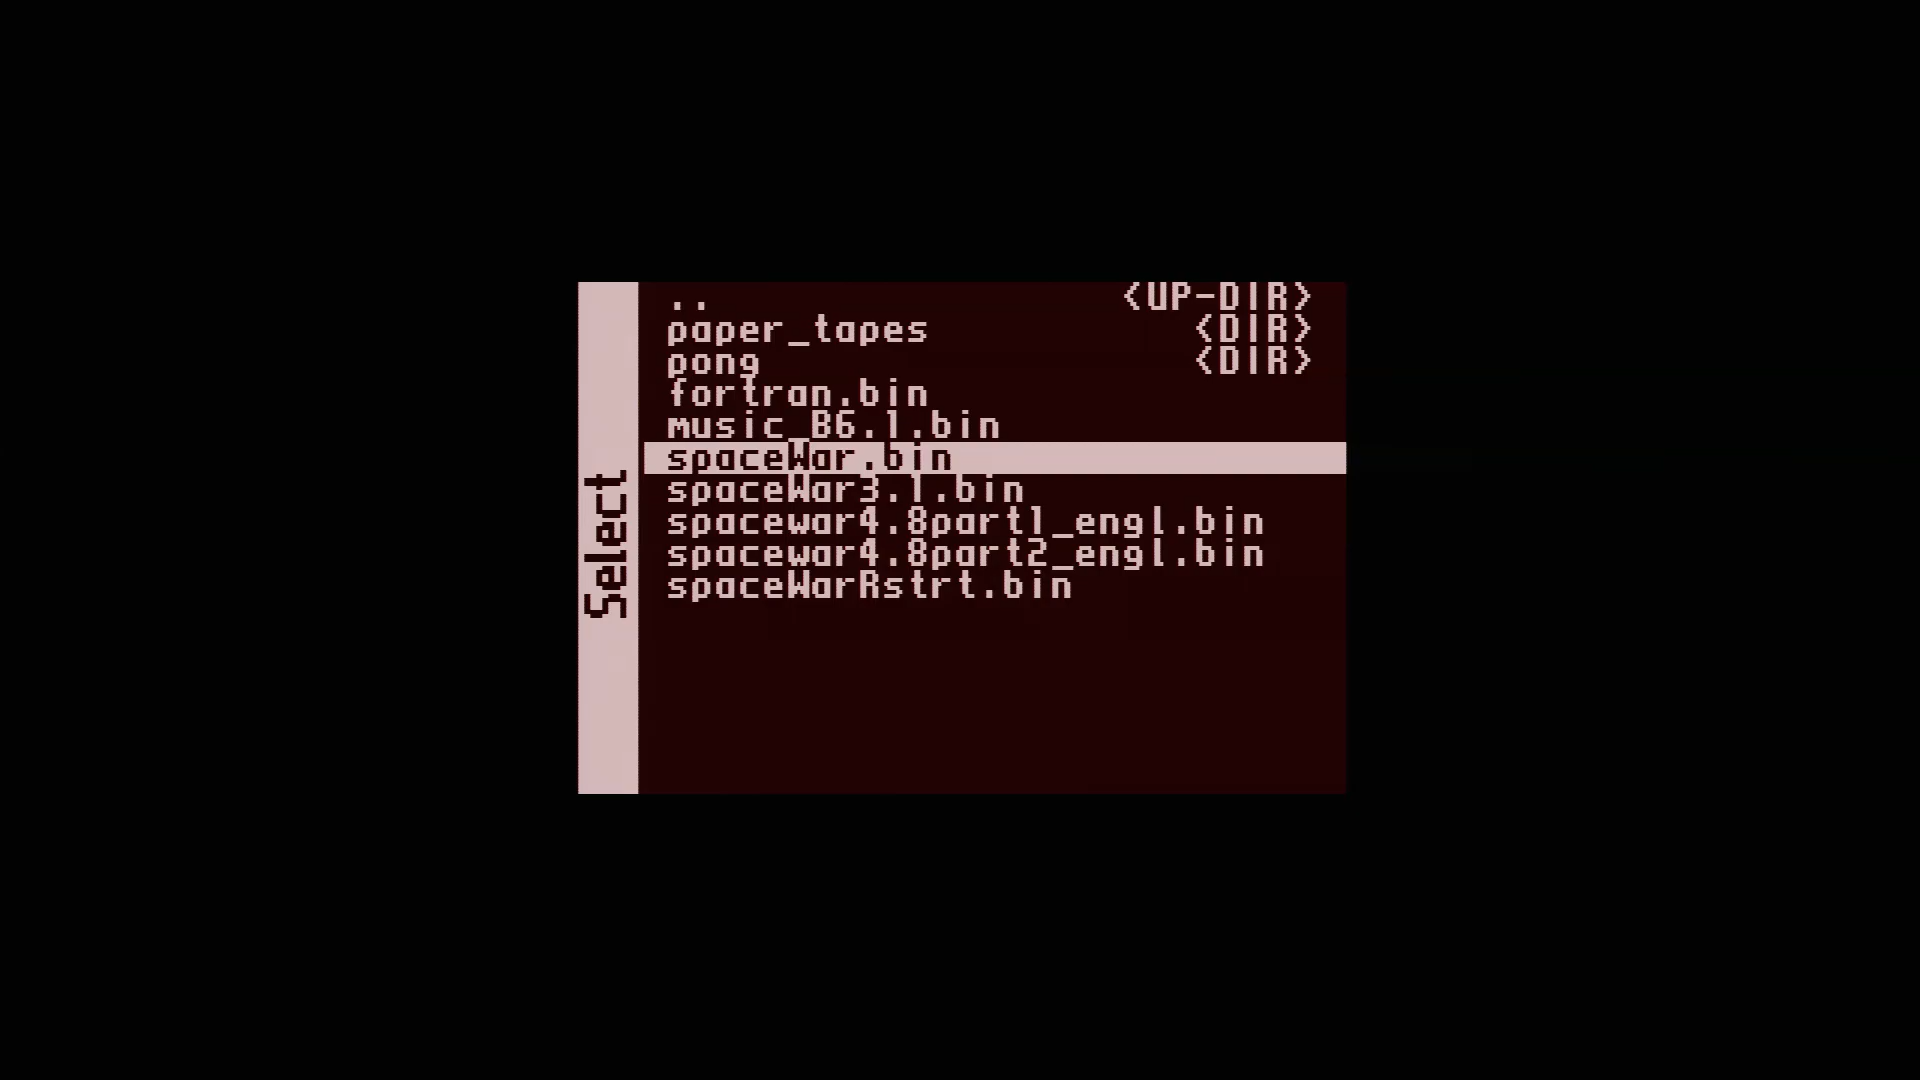 .. <UP-DIR>
paper_tapes <DIR>
pong <DIR>
fortran.bin
music_B6.1.bin
spaceWar.bin
spaceWar3.1.bin
spacewar4.8part1_engl.bin
spacewar4.8part2_engl.bin
spaceWarRstrt.bin
Select